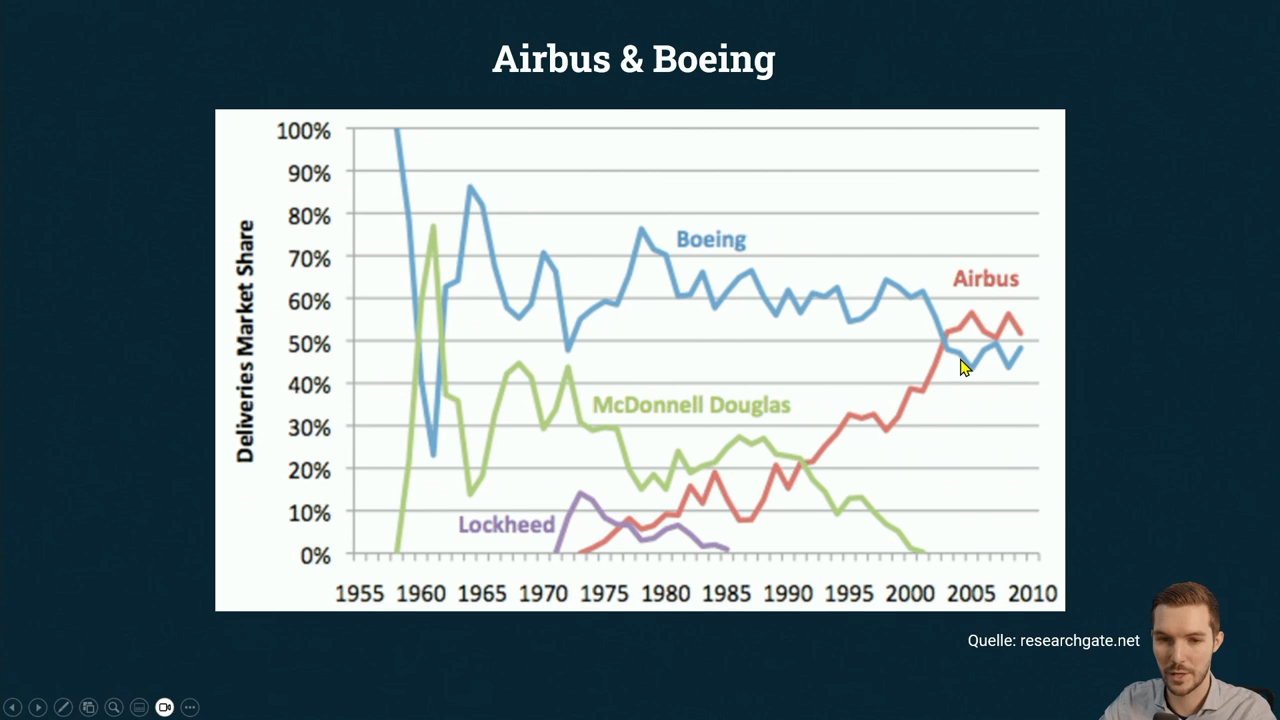 Airbus & Boeing
100%
90%
80%
70%
60%
50%
40%
30%
20%
10%
0%
Deliveries Market Share
Boeing
Airbus
McDonnell Douglas
Lockheed
1955 1960 1965 1970 1975 1980 1985 1990 1995 2000 2005 2010
Quelle: researchgate.net